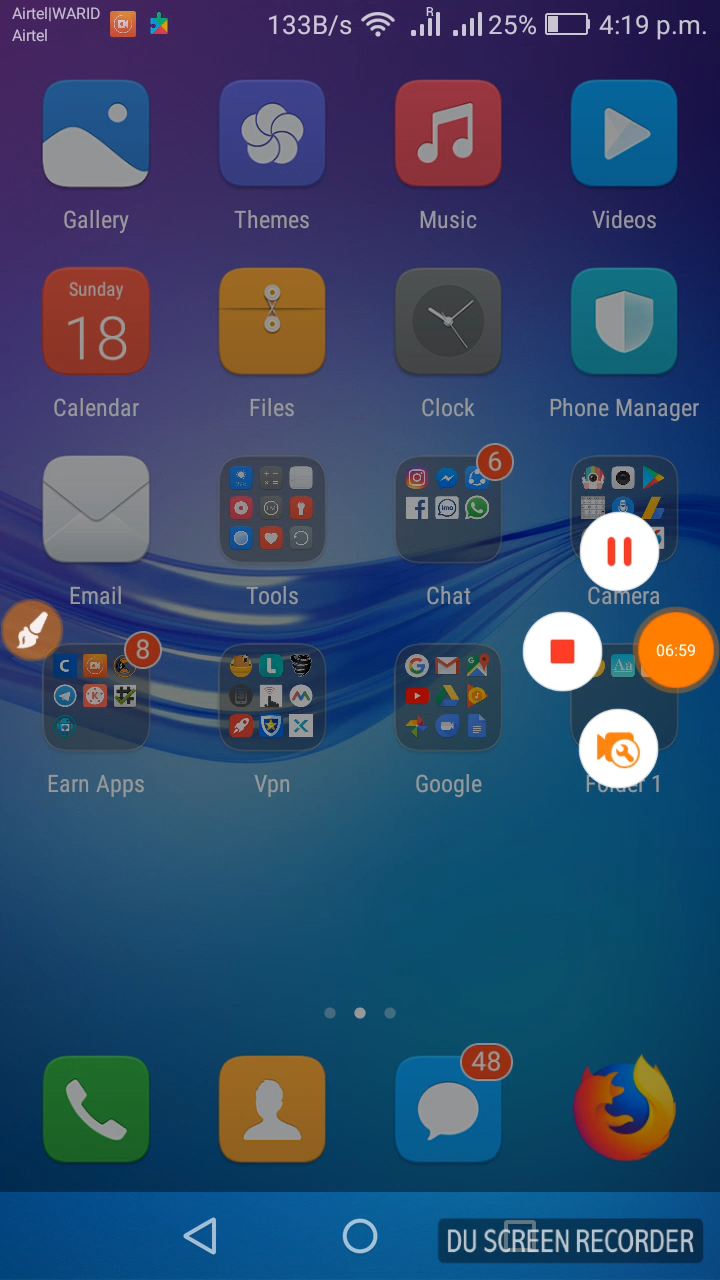 Airtel|WARID
Airtel
133B/s
R
25%
4:19 p.m.
Gallery
Themes
Music
Videos
Sunday
18
Calendar
Files
Clock
Phone Manager
Email
Tools
6
Chat
Camera
8
Earn Apps
Vpn
Google
Folder 1
06:59
48
DU SCREEN RECORDER